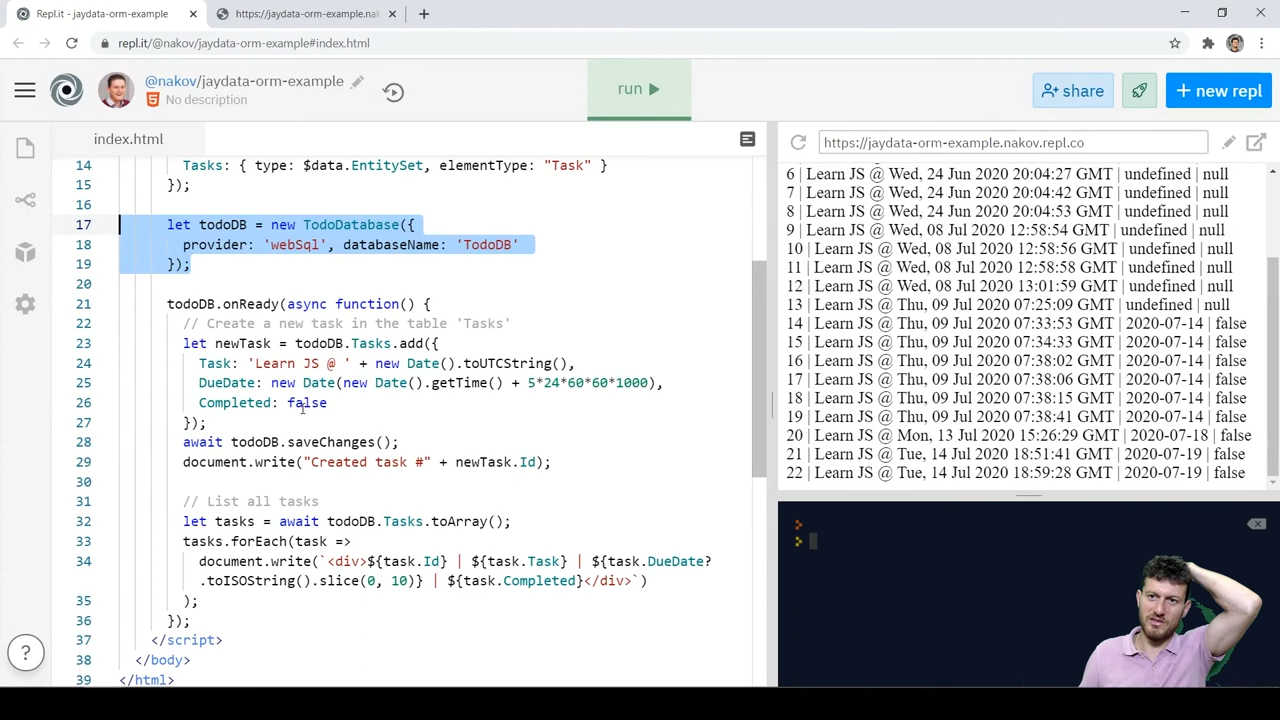 Repl.it - jaydata-orm-example
https://jaydata-orm-example.nak
repl.it/@nakov/jaydata-orm-example#index.html
@nakov/jaydata-orm-example
No description
run
share
+ new repl
index.html
https://jaydata-orm-example.nakov.repl.co
14 Tasks: { type: $data.EntitySet, elementType: "Task" }
15 });
16
17 let todoDB = new TodoDatabase({
18 provider: 'webSql', databaseName: 'TodoDB'
19 });
20
21 todoDB.onReady(async function() {
22 // Create a new task in the table 'Tasks'
23 let newTask = todoDB.Tasks.add({
24 Task: 'Learn JS @ ' + new Date().toUTCString(),
25 DueDate: new Date(new Date().getTime() + 5*24*60*60*1000),
26 Completed: false
27 });
28 await todoDB.saveChanges();
29 document.write("Created task #" + newTask.Id);
30
31 // List all tasks
32 let tasks = await todoDB.Tasks.toArray();
33 tasks.forEach(task =>
34 document.write(`<div>${task.Id} | ${task.Task} | ${task.DueDate?
.toISOString().slice(0, 10)} | ${task.Completed}</div>`)
35 );
36 });
37 </script>
38 </body>
39 </html>
6 | Learn JS @ Wed, 24 Jun 2020 20:04:27 GMT | undefined | null
7 | Learn JS @ Wed, 24 Jun 2020 20:04:42 GMT | undefined | null
8 | Learn JS @ Wed, 24 Jun 2020 20:04:53 GMT | undefined | null
9 | Learn JS @ Wed, 08 Jul 2020 12:58:54 GMT | undefined | null
10 | Learn JS @ Wed, 08 Jul 2020 12:58:56 GMT | undefined | null
11 | Learn JS @ Wed, 08 Jul 2020 12:58:58 GMT | undefined | null
12 | Learn JS @ Wed, 08 Jul 2020 13:01:59 GMT | undefined | null
13 | Learn JS @ Thu, 09 Jul 2020 07:25:09 GMT | undefined | null
14 | Learn JS @ Thu, 09 Jul 2020 07:33:53 GMT | 2020-07-14 | false
15 | Learn JS @ Thu, 09 Jul 2020 07:34:33 GMT | 2020-07-14 | false
16 | Learn JS @ Thu, 09 Jul 2020 07:38:02 GMT | 2020-07-14 | false
17 | Learn JS @ Thu, 09 Jul 2020 07:38:06 GMT | 2020-07-14 | false
18 | Learn JS @ Thu, 09 Jul 2020 07:38:15 GMT | 2020-07-14 | false
19 | Learn JS @ Thu, 09 Jul 2020 07:38:41 GMT | 2020-07-14 | false
20 | Learn JS @ Mon, 13 Jul 2020 15:26:29 GMT | 2020-07-18 | false
21 | Learn JS @ Tue, 14 Jul 2020 18:51:41 GMT | 2020-07-19 | false
22 | Learn JS @ Tue, 14 Jul 2020 18:59:28 GMT | 2020-07-19 | false
?